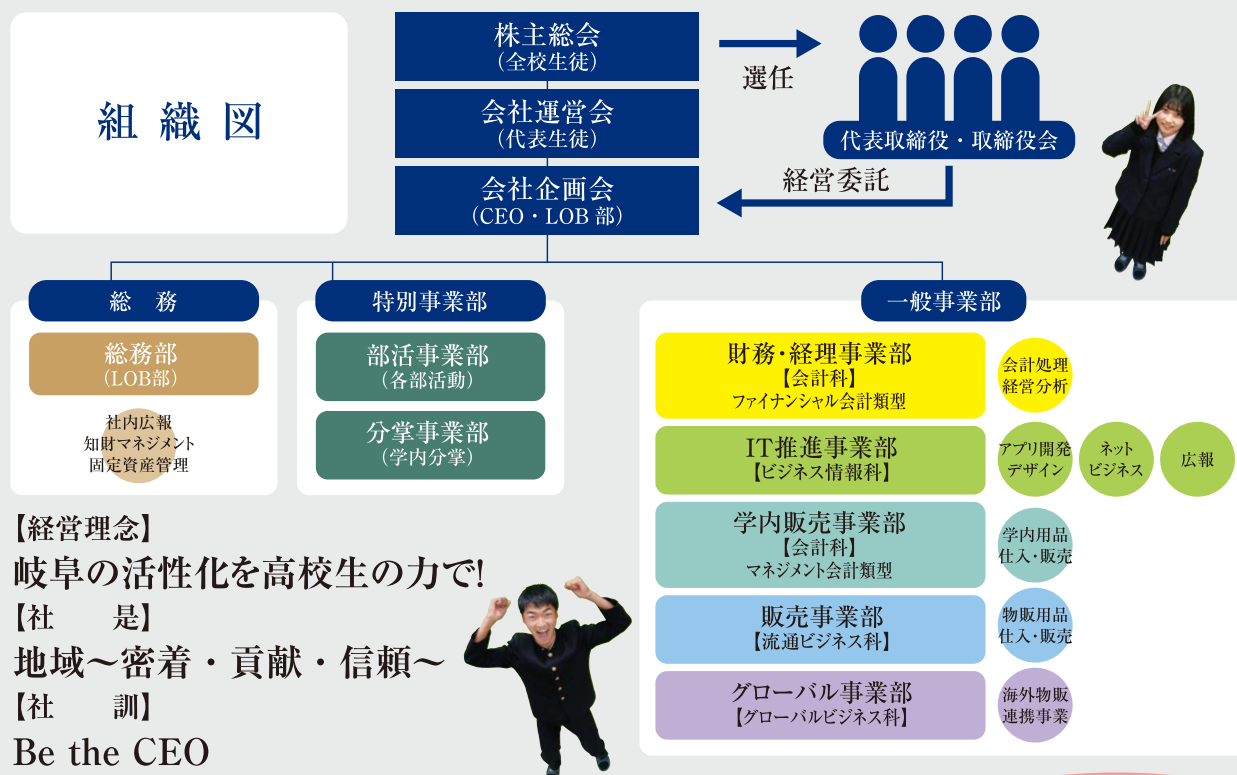 組織図
株主総会
（全校生徒）
会社運営会
（代表生徒）
会社企画会
（CEO・LOB部）
選任
代表取締役・取締役会
経営委託
総　務
総務部
（LOB部）
社内広報
知財マネジメント
固定資産管理
特別事業部
部活事業部
（各部活動）
分掌事業部
（学内分掌）
一般事業部
財務・経理事業部
【会計科】
ファイナンシャル会計類型
会計処理
経営分析
IT推進事業部
【ビジネス情報科】
アプリ開発
デザイン
ネット
ビジネス
広報
学内販売事業部
【会計科】
マネジメント会計類型
学内用品
仕入・販売
販売事業部
【流通ビジネス科】
物販用品
仕入・販売
グローバル事業部
【グローバルビジネス科】
海外物販
連携事業
【経営理念】
岐阜の活性化を高校生の力で!
【社　　是】
地域～密着・貢献・信頼～
【社　　訓】
Be the CEO